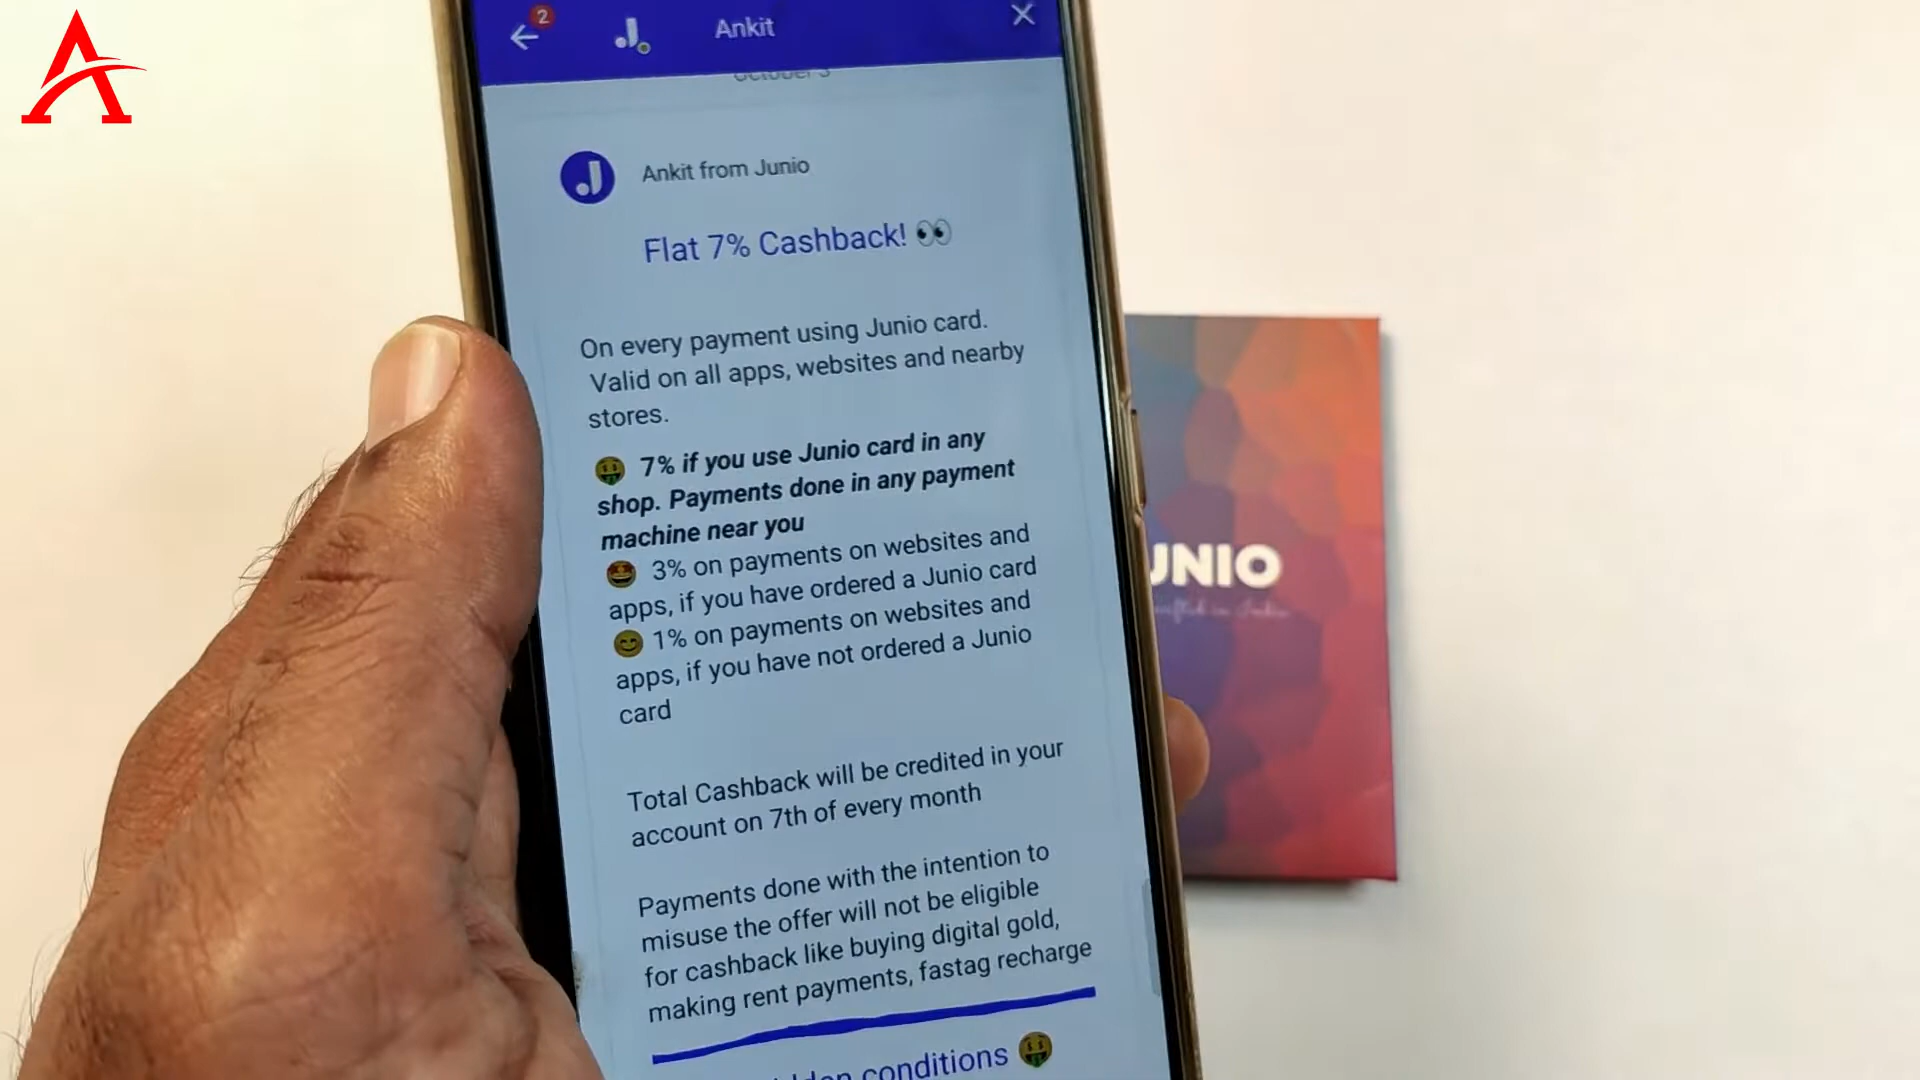 2
Ankit
October 3
Ankit from Junio
Flat 7% Cashback! 👀
On every payment using Junio card.
Valid on all apps, websites and nearby
stores.
🤑 7% if you use Junio card in any
shop. Payments done in any payment
machine near you
🤩 3% on payments on websites and
apps, if you have ordered a Junio card
😊 1% on payments on websites and
apps, if you have not ordered a Junio
card
Total Cashback will be credited in your
account on 7th of every month
Payments done with the intention to
misuse the offer will not be eligible
for cashback like buying digital gold,
making rent payments, fastag recharge
conditions 🤑
UNIO